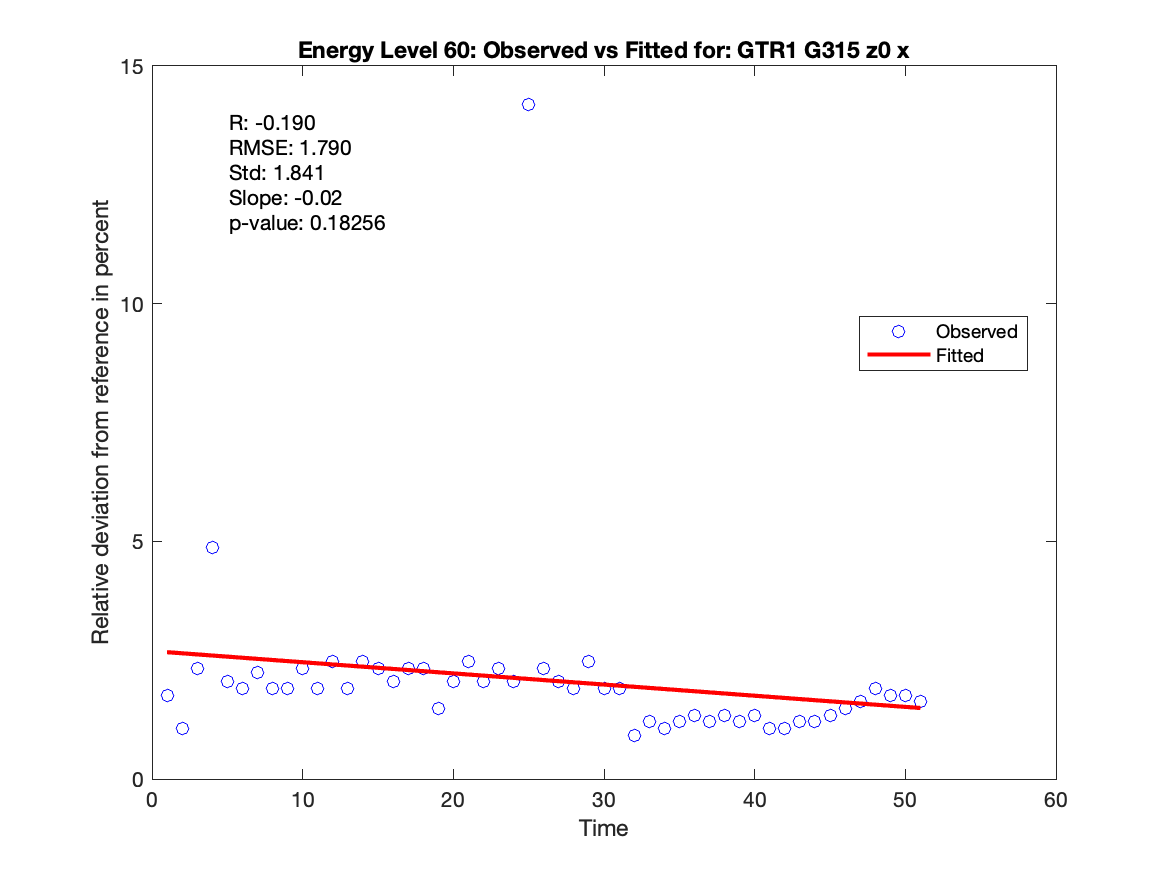 Energy Level 60: Observed vs Fitted for: GTR1 G315 z0 x
15
R: -0.190
RMSE: 1.790
Std: 1.841
Slope: -0.02
p-value: 0.18256
Relative deviation from reference in percent
10
Observed
Fitted
5
0
0 10 20 30 40 50 60
Time